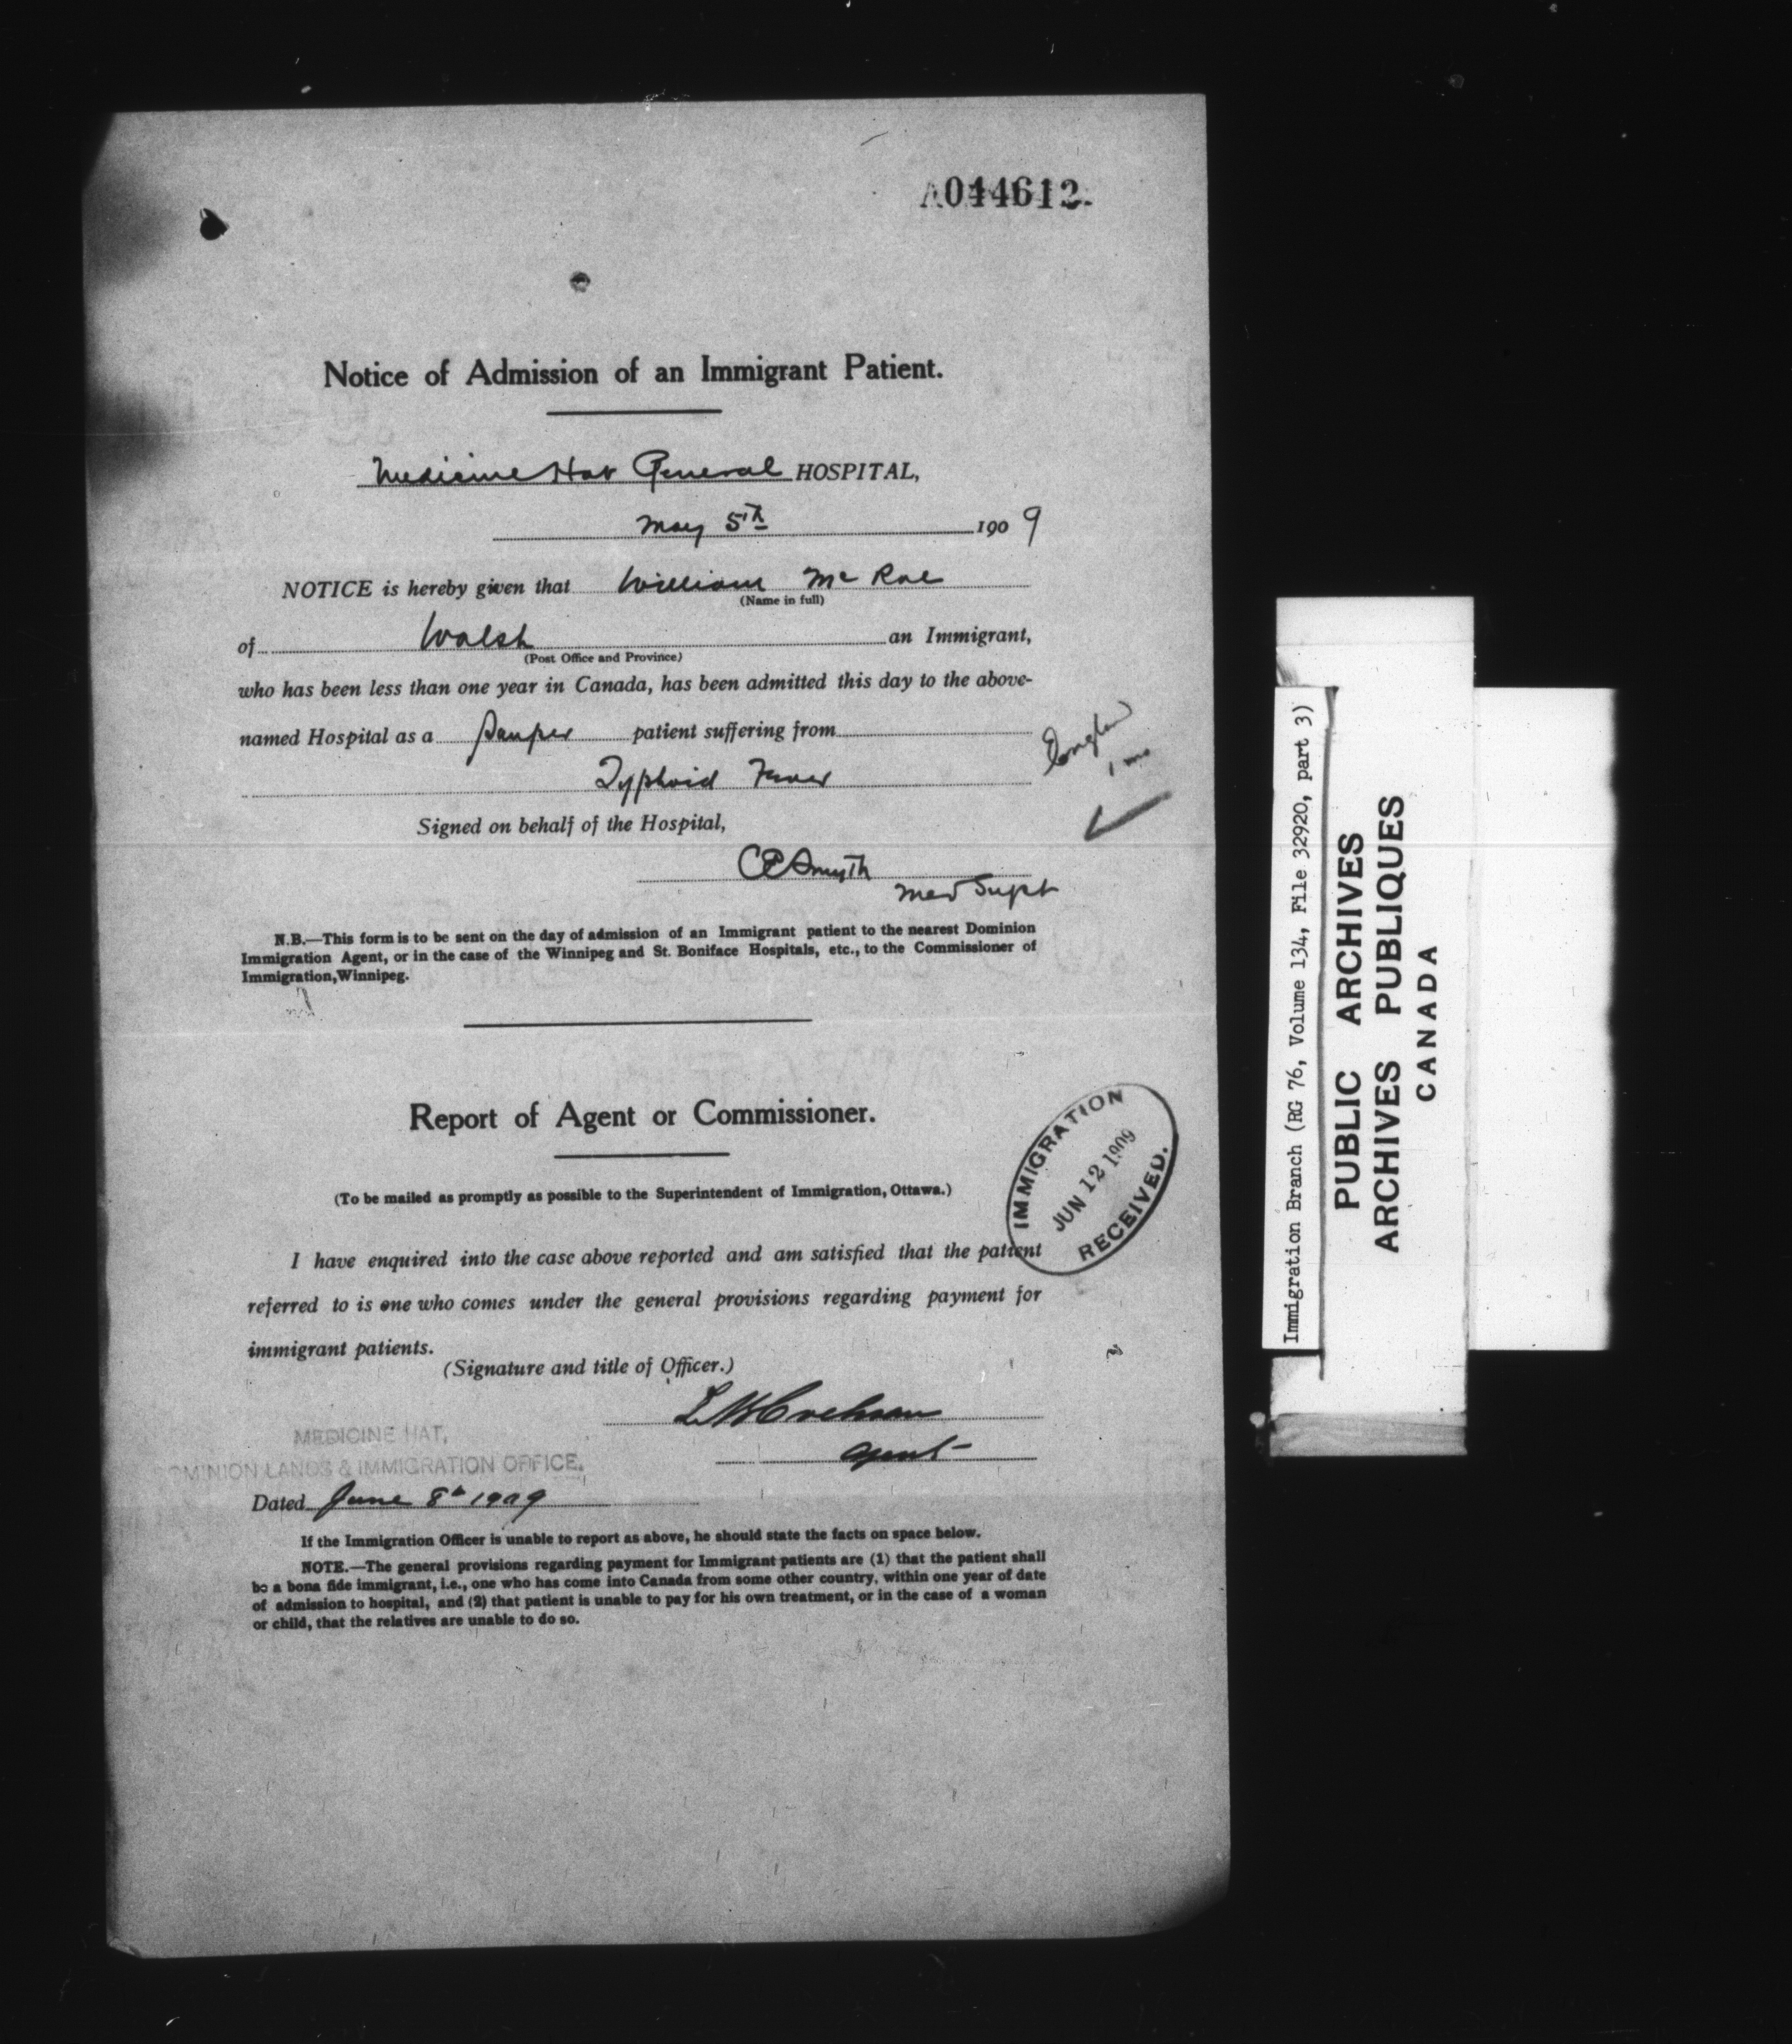 A044612.
Notice of Admission of an Immigrant Patient.
Medicine Hat General HOSPITAL,
May 5th 1909
NOTICE is hereby given that William Mc Rae
(Name in full)
of Walsh an Immigrant,
(Post Office and Province)
who has been less than one year in Canada, has been admitted this day to the above-
named Hospital as a Pauper patient suffering from
Typhoid Fever
England
1 mo
Signed on behalf of the Hospital,
C E Smyth
Med Supt
N.B.—This form is to be sent on the day of admission of an Immigrant patient to the nearest Dominion
Immigration Agent, or in the case of the Winnipeg and St. Boniface Hospitals, etc., to the Commissioner of
Immigration, Winnipeg.
Report of Agent or Commissioner.
IMMIGRATION
JUN 12 1909
RECEIVED.
(To be mailed as promptly as possible to the Superintendent of Immigration, Ottawa.)
I have enquired into the case above reported and am satisfied that the patient
referred to is one who comes under the general provisions regarding payment for
immigrant patients.
(Signature and title of Officer.)
Agent
MEDICINE HAT,
DOMINION LANDS & IMMIGRATION OFFICE.
Dated June 8th 1909
If the Immigration Officer is unable to report as above, he should state the facts on space below.
NOTE.—The general provisions regarding payment for Immigrant patients are (1) that the patient shall
be a bona fide immigrant, i.e., one who has come into Canada from some other country, within one year of date
of admission to hospital, and (2) that patient is unable to pay for his own treatment, or in the case of a woman
or child, that the relatives are unable to do so.
Immigration Branch (RG 76, Volume 134, File 32920, part 3)
PUBLIC ARCHIVES
ARCHIVES PUBLIQUES
CANADA